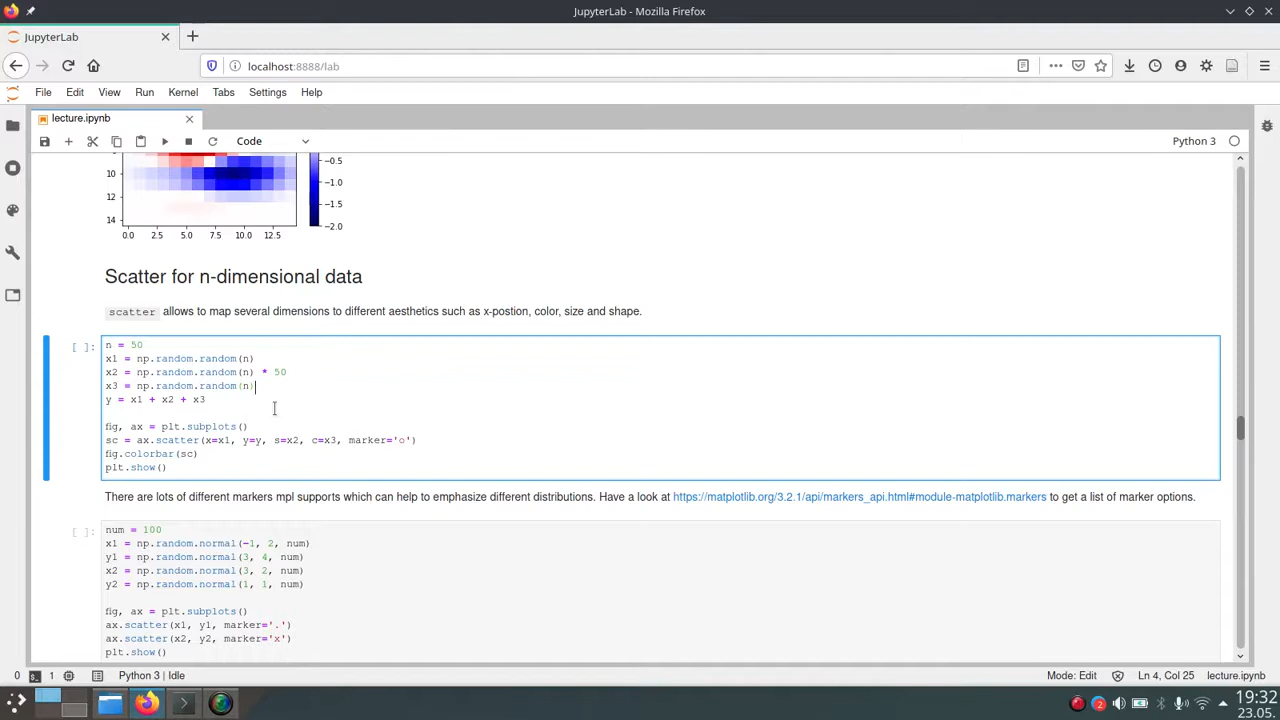 JupyterLab - Mozilla Firefox
JupyterLab
localhost:8888/lab
File Edit View Run Kernel Tabs Settings Help
lecture.ipynb
Code
Python 3
10
12
14
0.0 2.5 5.0 7.5 10.0 12.5
−0.5
−1.0
−1.5
−2.0
Scatter for n-dimensional data
scatter allows to map several dimensions to different aesthetics such as x-postion, color, size and shape.
[ ]:
n = 50
x1 = np.random.random(n)
x2 = np.random.random(n) * 50
x3 = np.random.random(n)
y = x1 + x2 + x3
fig, ax = plt.subplots()
sc = ax.scatter(x=x1, y=y, s=x2, c=x3, marker='o')
fig.colorbar(sc)
plt.show()
There are lots of different markers mpl supports which can help to emphasize different distributions. Have a look at https://matplotlib.org/3.2.1/api/markers_api.html#module-matplotlib.markers to get a list of marker options.
[ ]:
num = 100
x1 = np.random.normal(-1, 2, num)
y1 = np.random.normal(3, 4, num)
x2 = np.random.normal(3, 2, num)
y2 = np.random.normal(1, 1, num)
fig, ax = plt.subplots()
ax.scatter(x1, y1, marker='.')
ax.scatter(x2, y2, marker='x')
plt.show()
0 1 Python 3 | Idle Mode: Edit Ln 4, Col 25 lecture.ipynb
2
19:32
23.05.